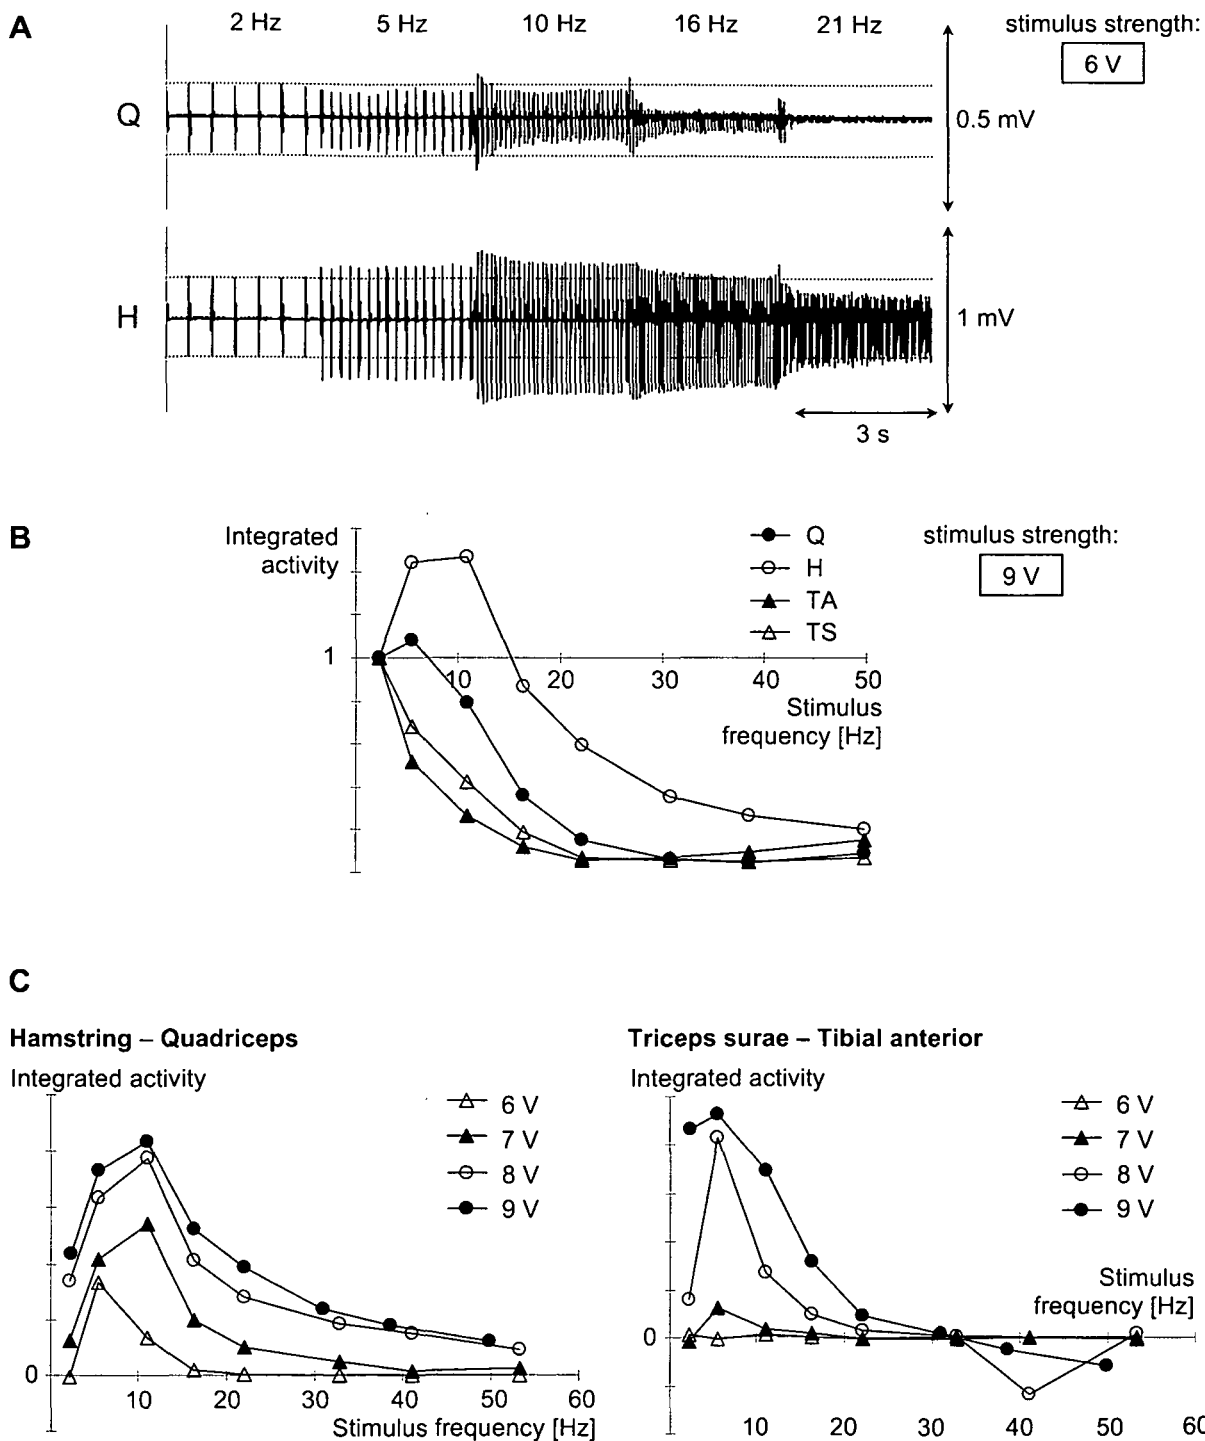 A
2 Hz 5 Hz 10 Hz 16 Hz 21 Hz
stimulus strength:
6 V
Q
0.5 mV
H
1 mV
3 s
B
Integrated
activity
Q
H
TA
TS
stimulus strength:
9 V
1
10 20 30 40 50
Stimulus
frequency [Hz]
C
Hamstring – Quadriceps
Integrated activity
6 V
7 V
8 V
9 V
0
10 20 30 40 50 60
Stimulus frequency [Hz]
Triceps surae – Tibial anterior
Integrated activity
6 V
7 V
8 V
9 V
Stimulus
frequency [Hz]
0
10 20 30 40 50 60